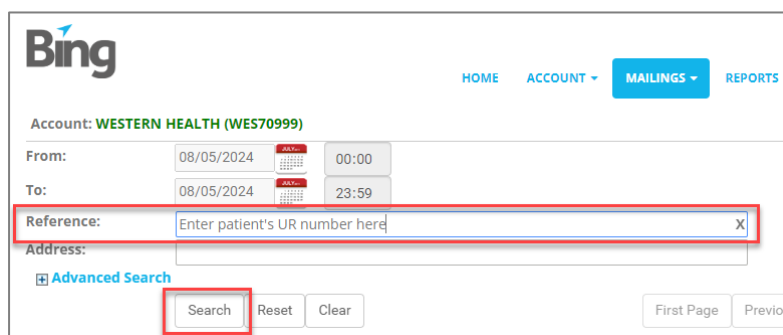 Bing
HOME ACCOUNT MAILINGS REPORTS
Account: WESTERN HEALTH (WES70999)
From: 08/05/2024 00:00
To: 08/05/2024 23:59
Reference: Enter patient's UR number here X
Address:
Advanced Search
Search Reset Clear First Page Previo